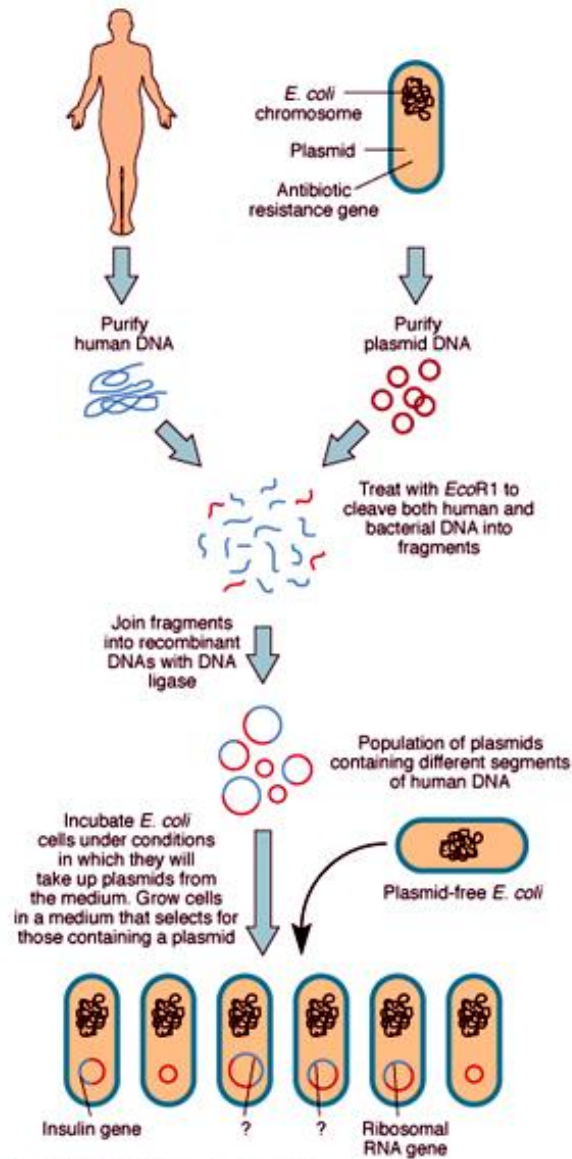 E. coli
chromosome
Plasmid
Antibiotic
resistance gene
Purify
human DNA
Purify
plasmid DNA
Treat with EcoR1 to
cleave both human and
bacterial DNA into
fragments
Join fragments
into recombinant
DNAs with DNA
ligase
Population of plasmids
containing different segments
of human DNA
Incubate E. coli
cells under conditions
in which they will
take up plasmids from
the medium. Grow cells
in a medium that selects for
those containing a plasmid
Plasmid-free E. coli
Insulin gene
?
?
Ribosomal
RNA gene